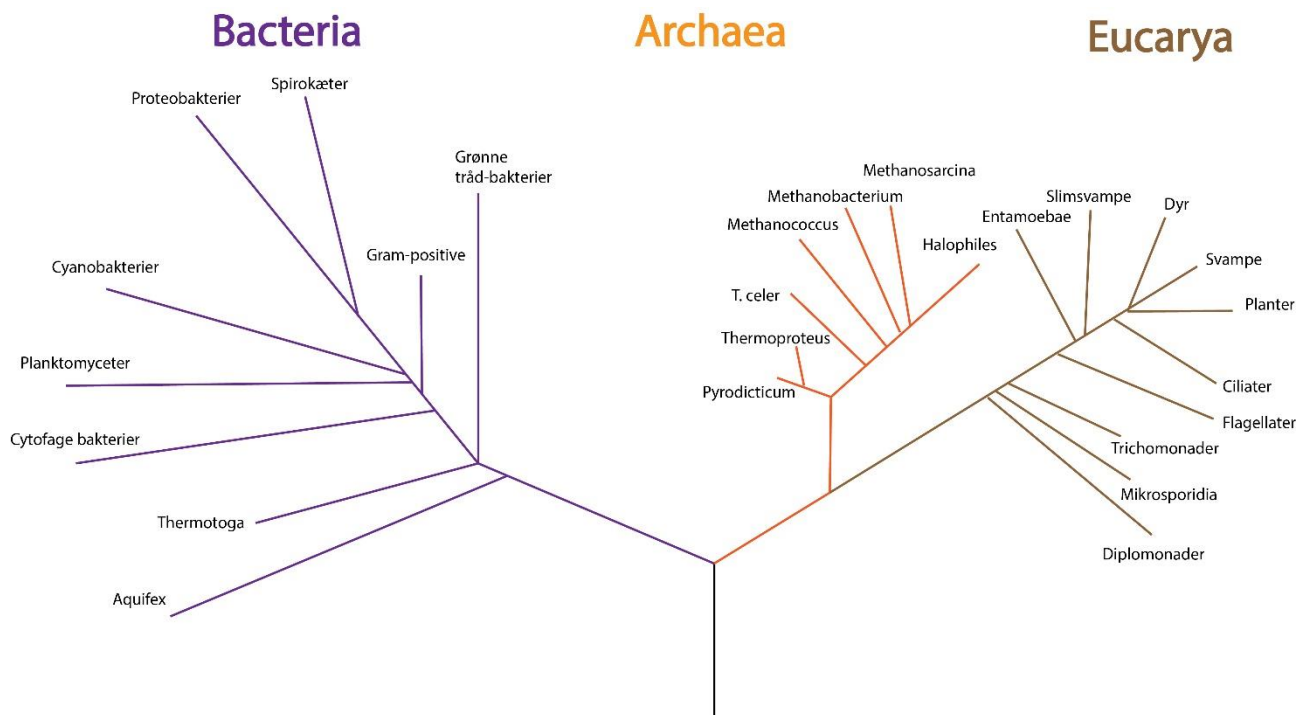 Bacteria
Archaea
Eucarya
Spirokæter
Proteobakterier
Grønne
tråd-bakterier
Gram-positive
Cyanobakterier
Planktomyceter
Cytofage bakterier
Thermotoga
Aquifex
Methanosarcina
Methanobacterium
Methanococcus
Halophiles
T. celer
Thermoproteus
Pyrodicticum
Slimsvampe
Entamoebae
Dyr
Svampe
Planter
Ciliater
Flagellater
Trichomonader
Mikrosporidia
Diplomonader